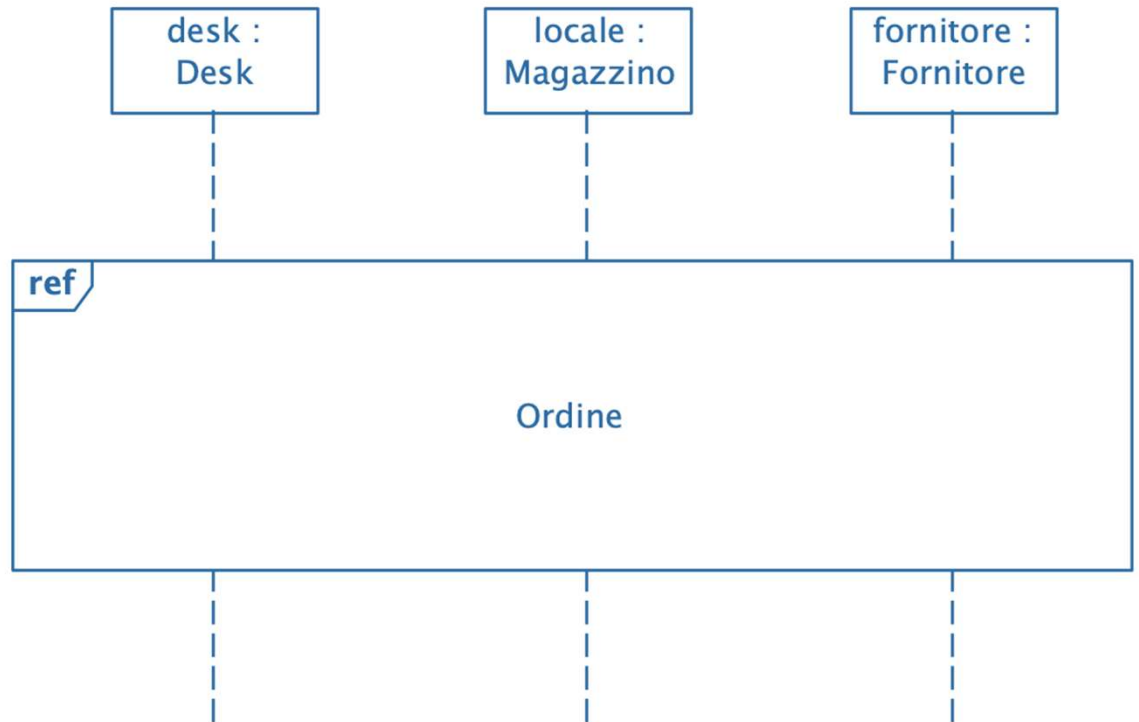 desk :
Desk
locale :
Magazzino
fornitore :
Fornitore
ref
Ordine